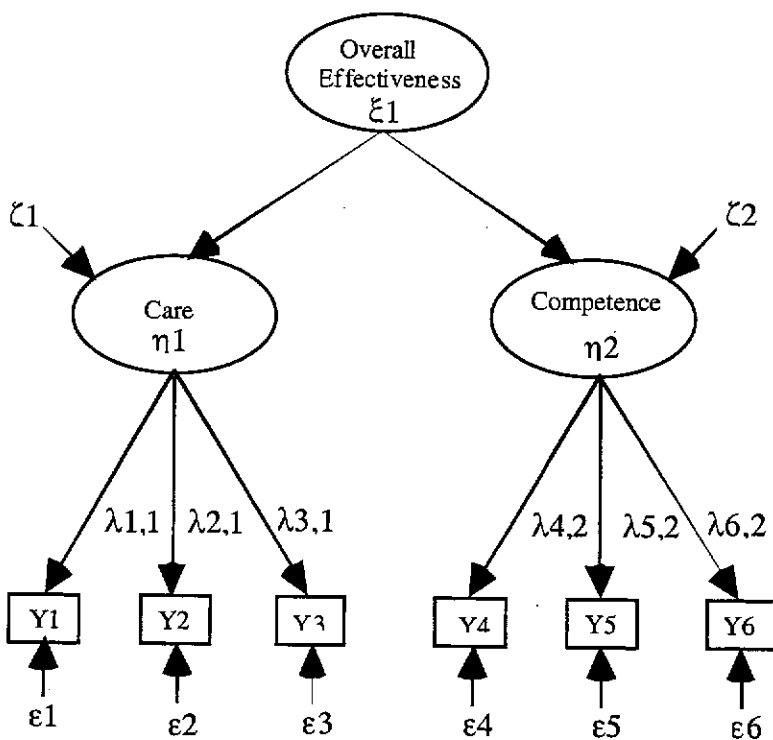 Overall
Effectiveness
ξ1
ζ1
ζ2
Care
η1
Competence
η2
λ1,1
λ2,1
λ3,1
λ4,2
λ5,2
λ6,2
Y1
Y2
Y3
Y4
Y5
Y6
ε1
ε2
ε3
ε4
ε5
ε6